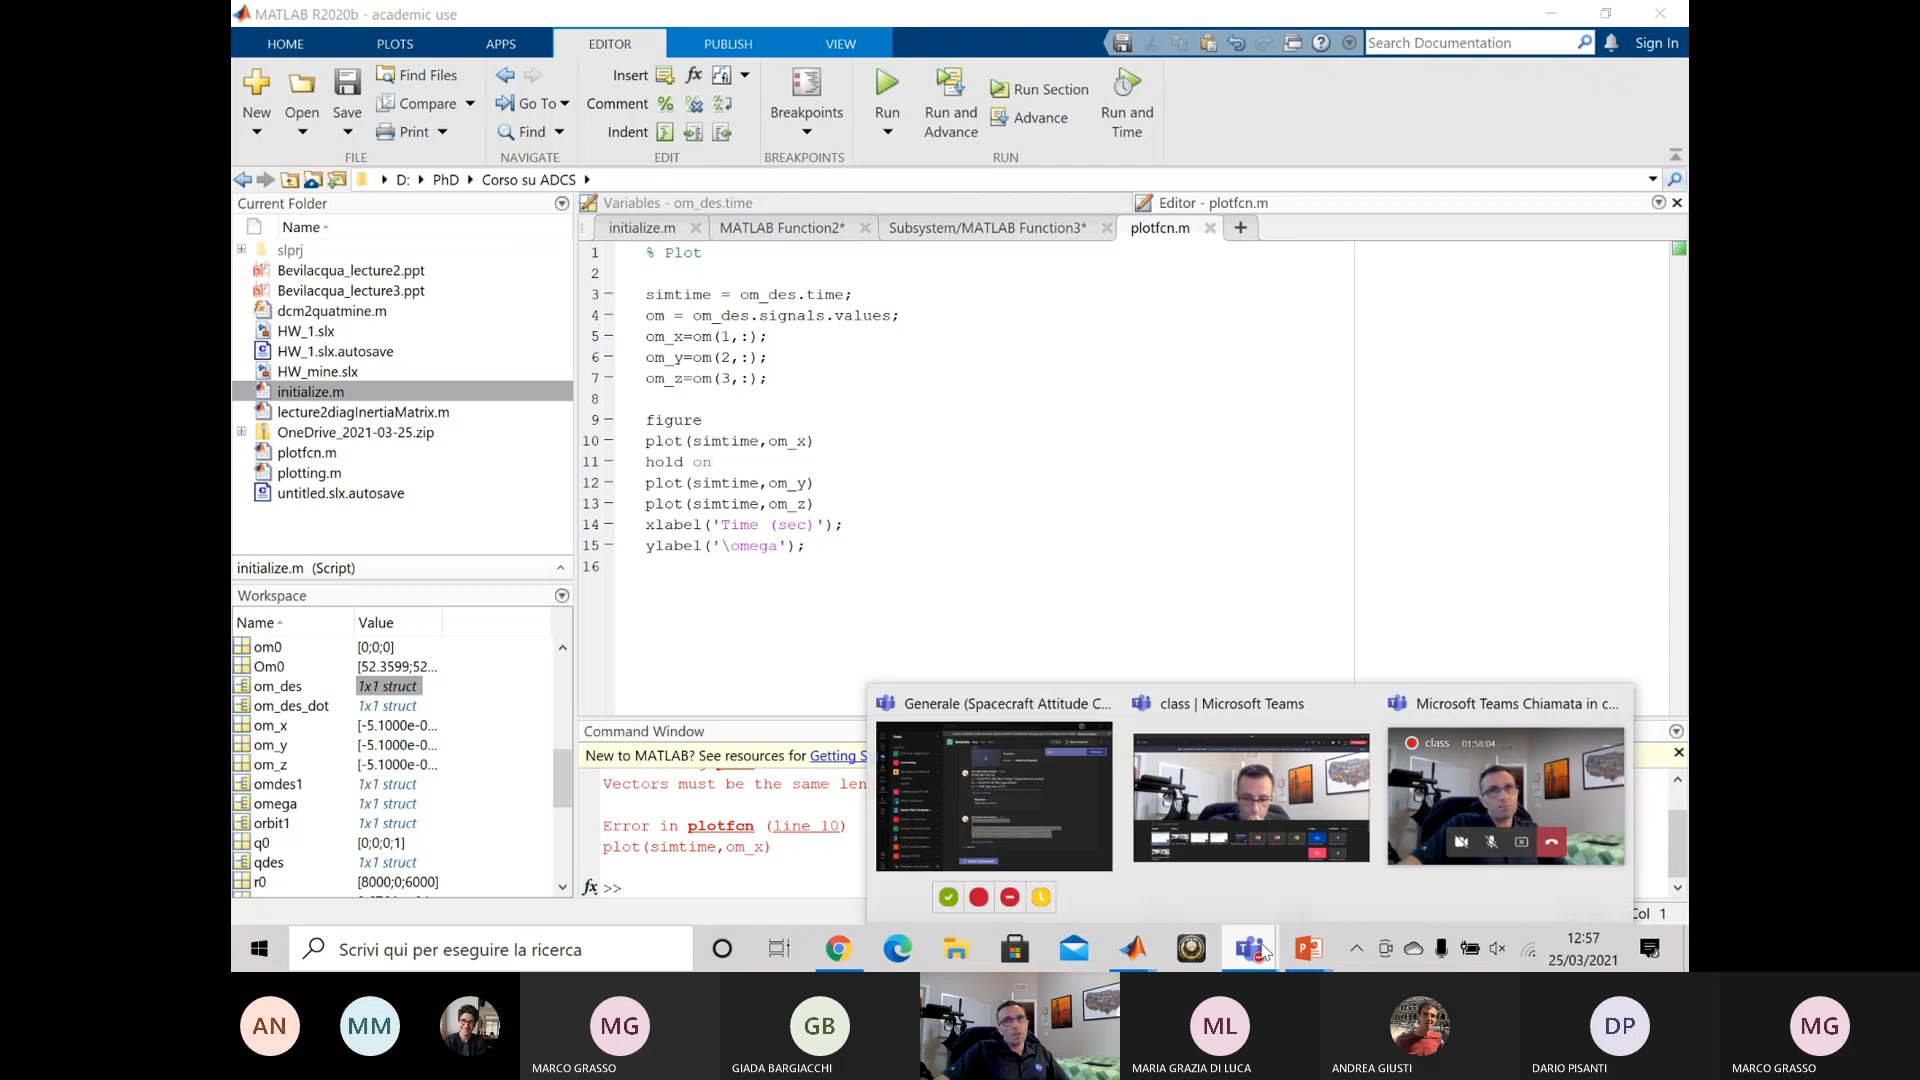 MATLAB R2020b - academic use
HOME PLOTS APPS EDITOR PUBLISH VIEW
Search Documentation
Sign In
New
Open
Save
Find Files
Compare
Print
FILE
Go To
Find
NAVIGATE
Insert
Comment
Indent
EDIT
Breakpoints
BREAKPOINTS
Run
Run and Advance
Run Section
Advance
Run and Time
RUN
D: PhD Corso su ADCS
Current Folder
Name
slprj
Bevilacqua_lecture2.ppt
Bevilacqua_lecture3.ppt
dcm2quatmine.m
HW_1.slx
HW_1.slx.autosave
HW_mine.slx
initialize.m
lecture2diagInertiaMatrix.m
OneDrive_2021-03-25.zip
plotfcn.m
plotting.m
untitled.slx.autosave
initialize.m (Script)
Workspace
Name Value
om0 [0;0;0]
Om0 [52.3599;52...
om_des 1x1 struct
om_des_dot 1x1 struct
om_x [-5.1000e-0...
om_y [-5.1000e-0...
om_z [-5.1000e-0...
omdes1 1x1 struct
omega 1x1 struct
orbit1 1x1 struct
q0 [0;0;0;1]
qdes 1x1 struct
r0 [8000;0;6000]
Variables - om_des.time
Editor - plotfcn.m
initialize.m
MATLAB Function2*
Subsystem/MATLAB Function3*
plotfcn.m
1 % Plot
2
3 simtime = om_des.time;
4 om = om_des.signals.values;
5 om_x=om(1,:);
6 om_y=om(2,:);
7 om_z=om(3,:);
8
9 figure
10 plot(simtime,om_x)
11 hold on
12 plot(simtime,om_y)
13 plot(simtime,om_z)
14 xlabel('Time (sec)');
15 ylabel('\omega');
16
Command Window
New to MATLAB? See resources for Getting S
Vectors must be the same len
Error in plotfcn (line 10)
plot(simtime,om_x)
fx >>
Generale (Spacecraft Attitude C...
class | Microsoft Teams
Microsoft Teams Chiamata in c...
class 01:58:04
Col 1
Scrivi qui per eseguire la ricerca
12:57
25/03/2021
AN
MM
MG
MARCO GRASSO
GB
GIADA BARGIACCHI
ML
MARIA GRAZIA DI LUCA
ANDREA GIUSTI
DP
DARIO PISANTI
MG
MARCO GRASSO